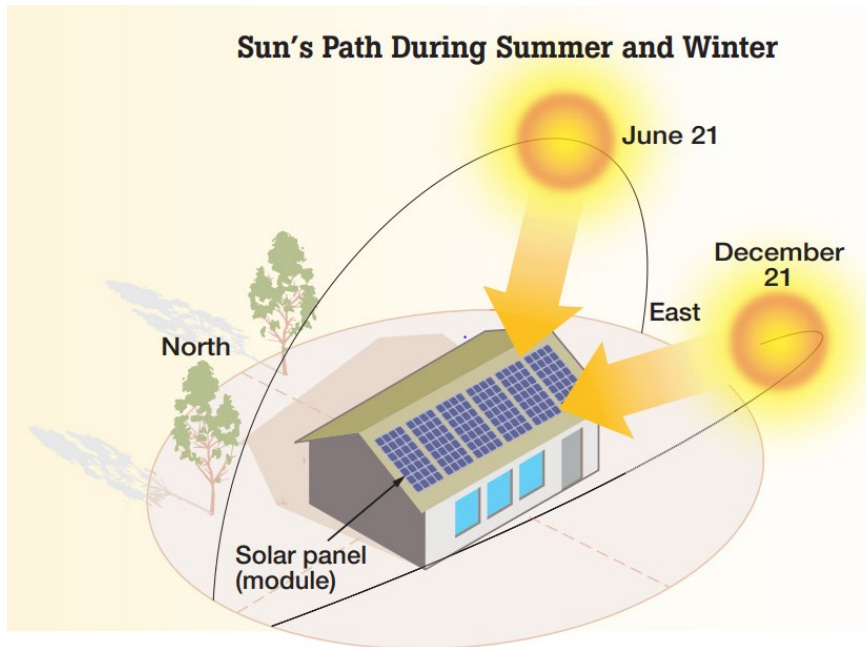 Sun's Path During Summer and Winter
June 21
December
21
East
North
Solar panel
(module)